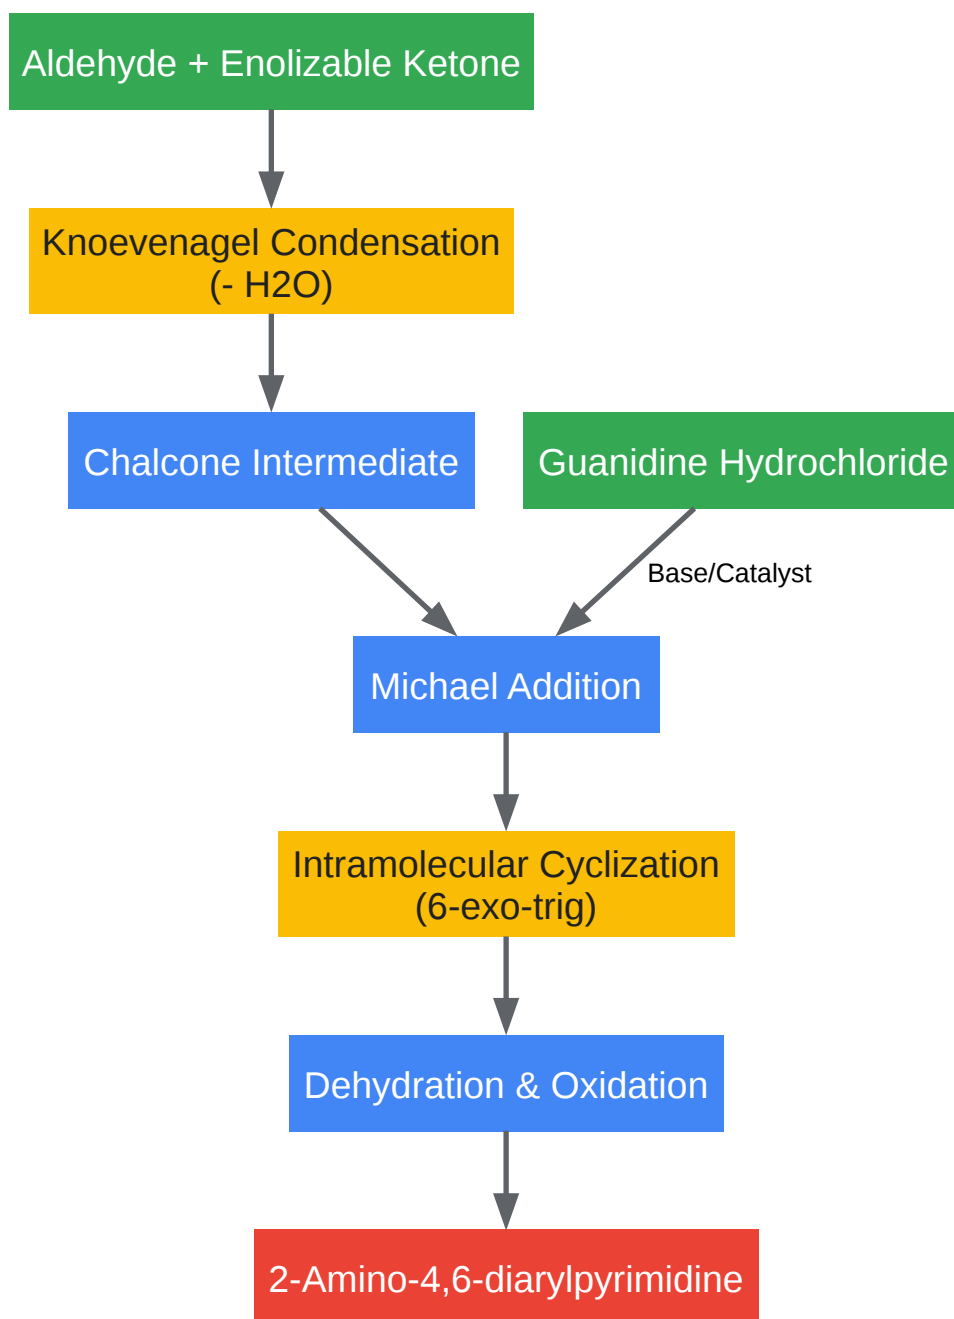 Aldehyde + Enolizable Ketone
Knoevenagel Condensation
(- H2O)
Chalcone Intermediate
Guanidine Hydrochloride
Base/Catalyst
Michael Addition
Intramolecular Cyclization
(6-exo-trig)
Dehydration & Oxidation
2-Amino-4,6-diarylpyrimidine